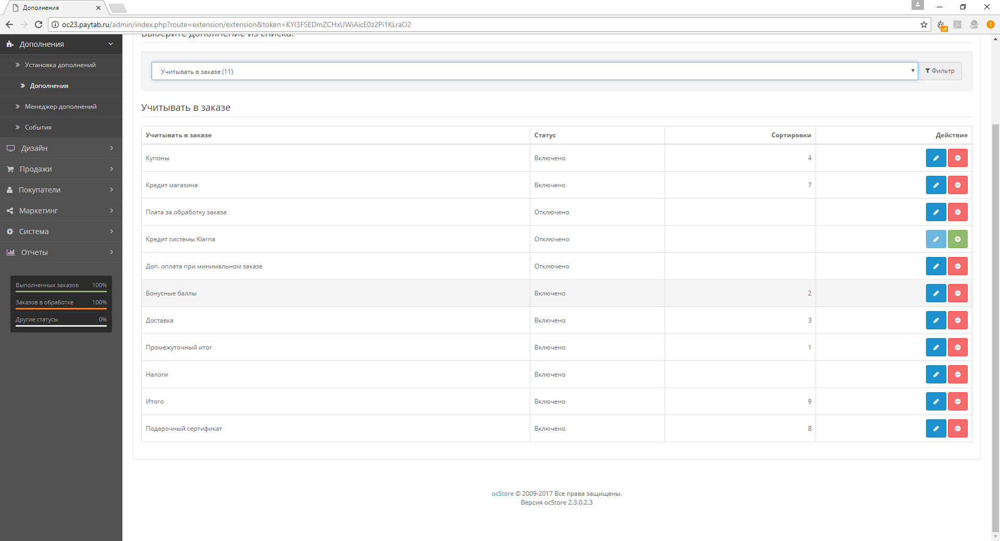 Дополнения
oc23.paytab.ru/admin/index.php?route=extension/extension&token=KYI3FSEDmZCHxUWiAicE0z2Pi1KLraO2
off
Дополнения
Установка дополнений
Дополнения
Менеджер дополнений
События
Дизайн
Продажи
Покупатели
Маркетинг
Система
Отчеты
Выполненных заказов 100%
Заказов в обработке 100%
Другие статусы 0%
Выберите дополнение из списка.
Учитывать в заказе (11)
Фильтр
Учитывать в заказе
Учитывать в заказе Статус Сортировки Действие
Купоны Включено 4
Кредит магазина Включено 7
Плата за обработку заказа Отключено
Кредит системы Klarna Отключено
Доп. оплата при минимальном заказе Отключено
Бонусные баллы Включено 2
Доставка Включено 3
Промежуточный итог Включено 1
Налоги Включено
Итого Включено 9
Подарочный сертификат Включено 8
ocStore © 2009-2017 Все права защищены.
Версия ocStore 2.3.0.2.3